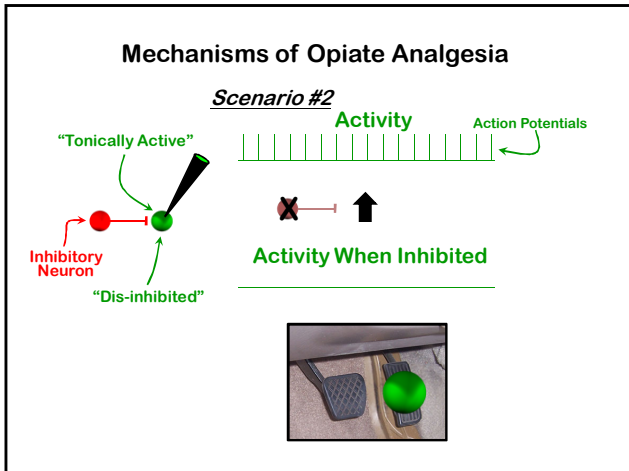 Mechanisms of Opiate Analgesia
Scenario #2
Activity
Action Potentials
“Tonically Active”
Inhibitory
Neuron
Activity When Inhibited
“Dis-inhibited”